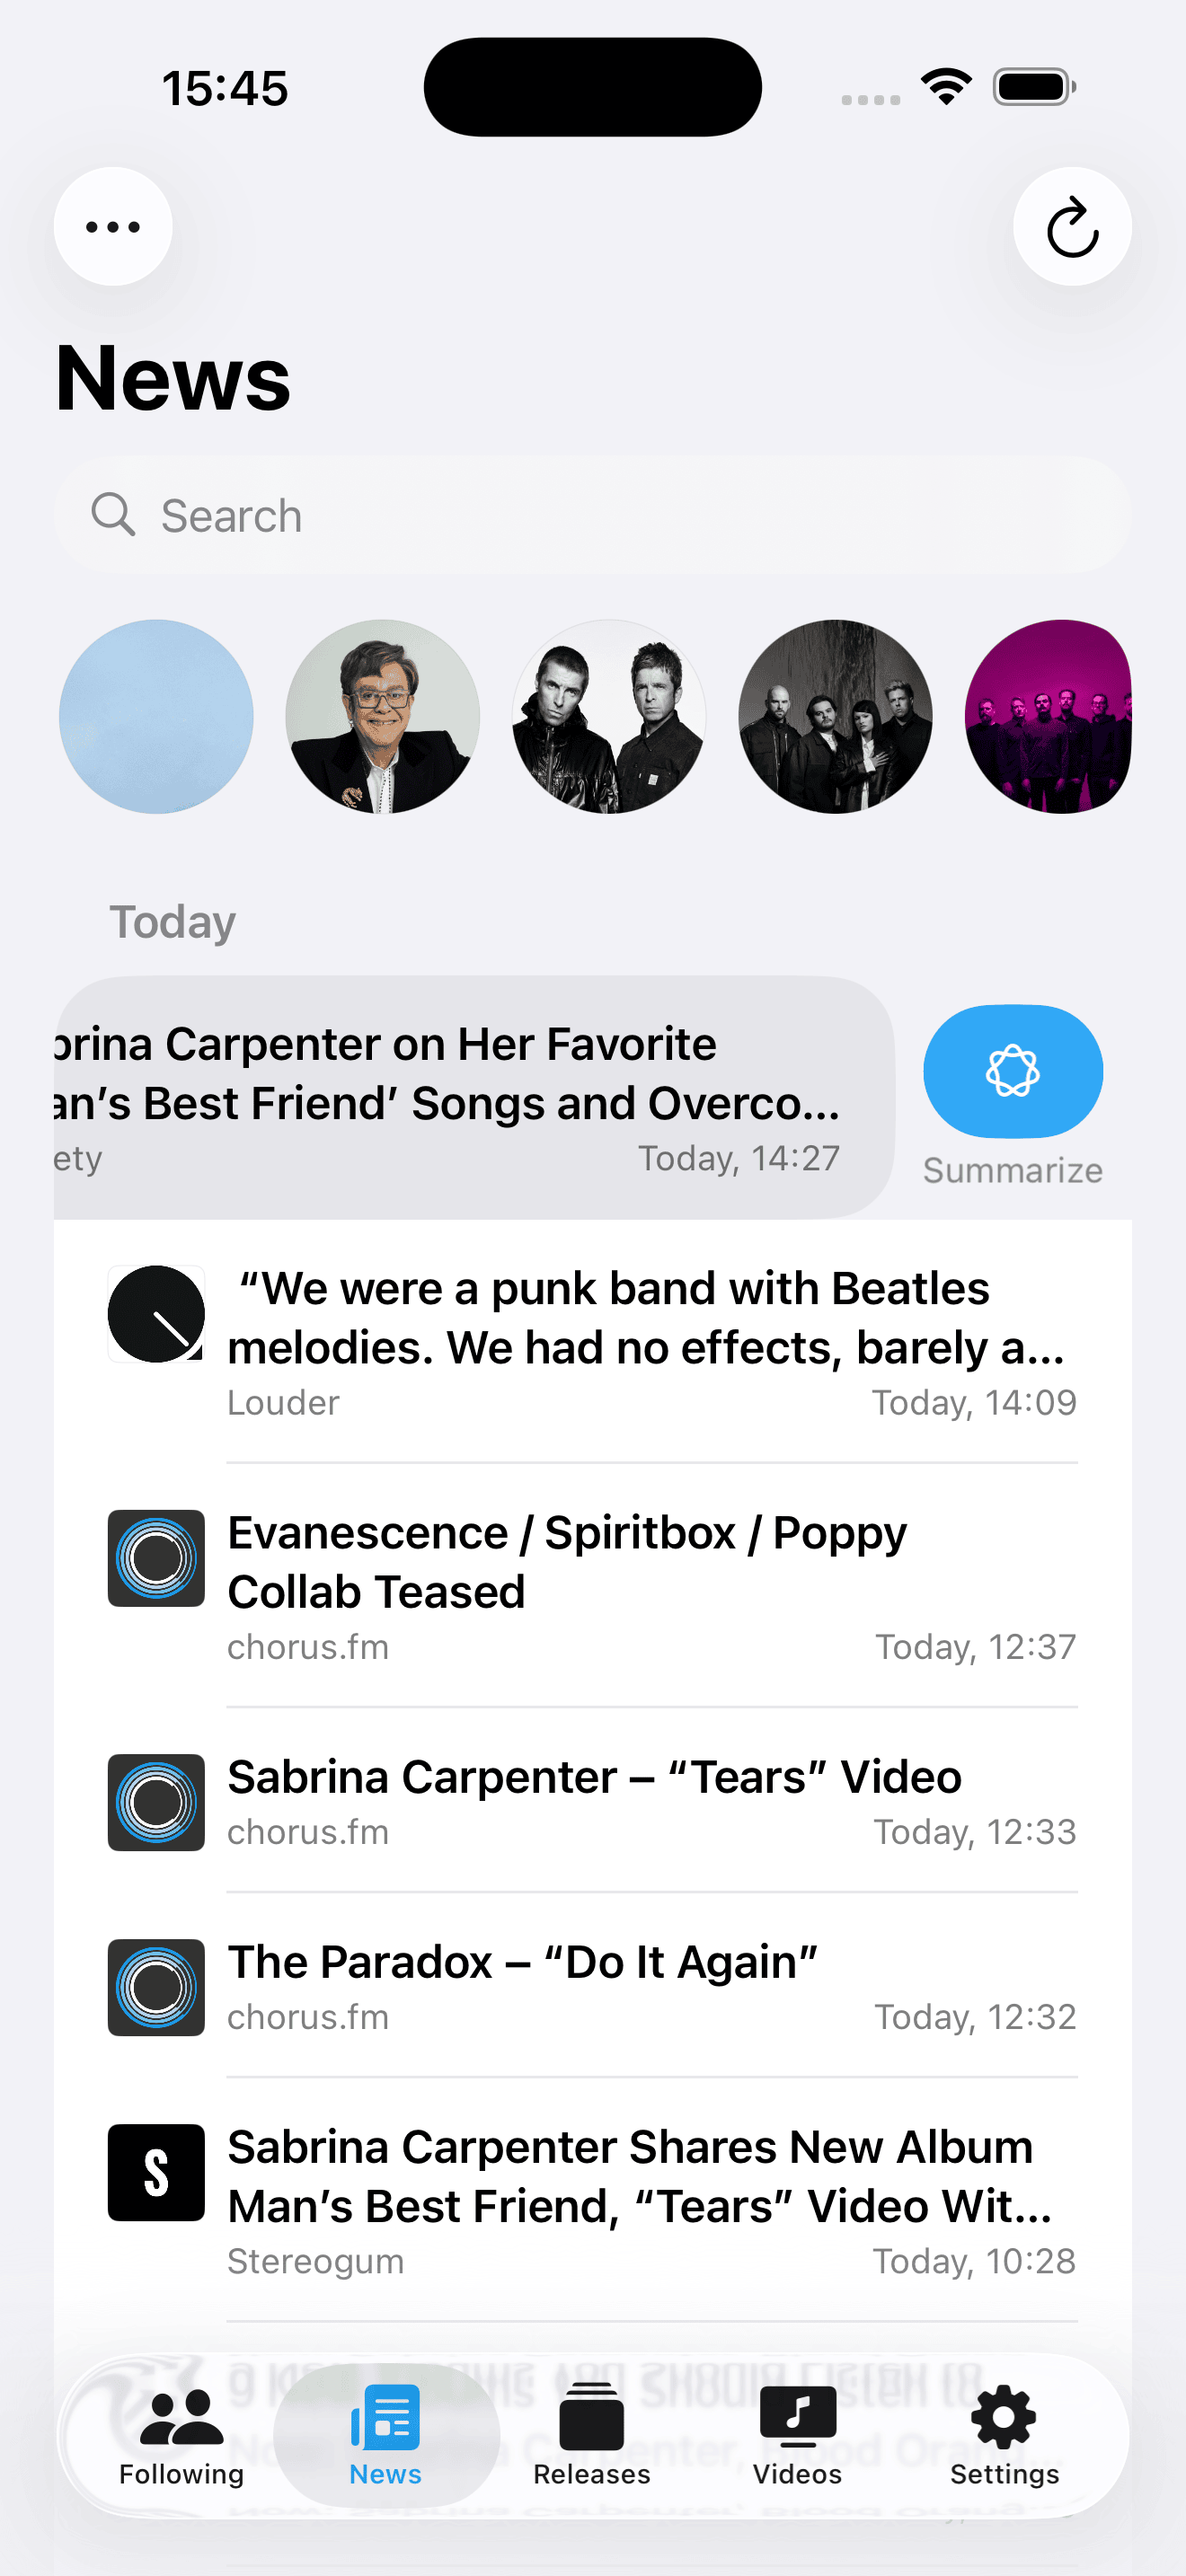 15:45
News
Search
Today
brina Carpenter on Her Favorite
an’s Best Friend’ Songs and Overco...
ety
Today, 14:27
Summarize
“We were a punk band with Beatles
melodies. We had no effects, barely a...
Louder
Today, 14:09
Evanescence / Spiritbox / Poppy
Collab Teased
chorus.fm
Today, 12:37
Sabrina Carpenter – “Tears” Video
chorus.fm
Today, 12:33
The Paradox – “Do It Again”
chorus.fm
Today, 12:32
S
Sabrina Carpenter Shares New Album
Man’s Best Friend, “Tears” Video Wit...
Stereogum
Today, 10:28
Following
News
Releases
Videos
Settings